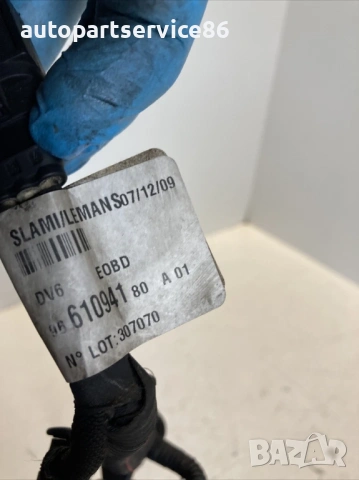 autopartservice86
SLAMI/LEMANS07/12/09
EOBD
DV6
96 610941 80 A 01
N° LOT:307070
BAZAR